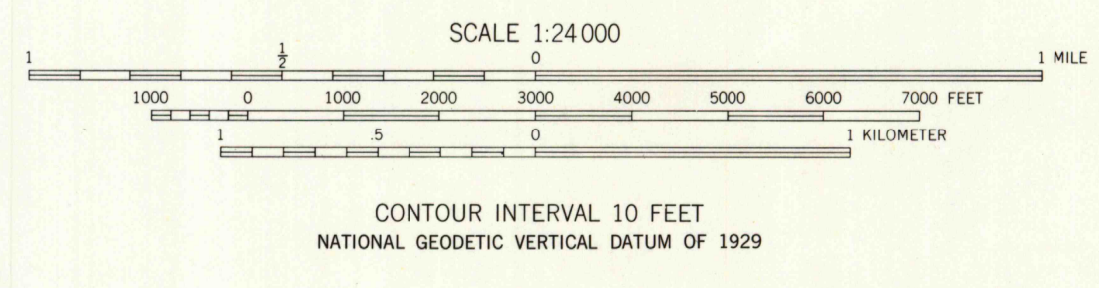 SCALE 1:24 000
1 ½ 0 1 MILE
1000 0 1000 2000 3000 4000 5000 6000 7000 FEET
1 .5 0 1 KILOMETER
CONTOUR INTERVAL 10 FEET
NATIONAL GEODETIC VERTICAL DATUM OF 1929